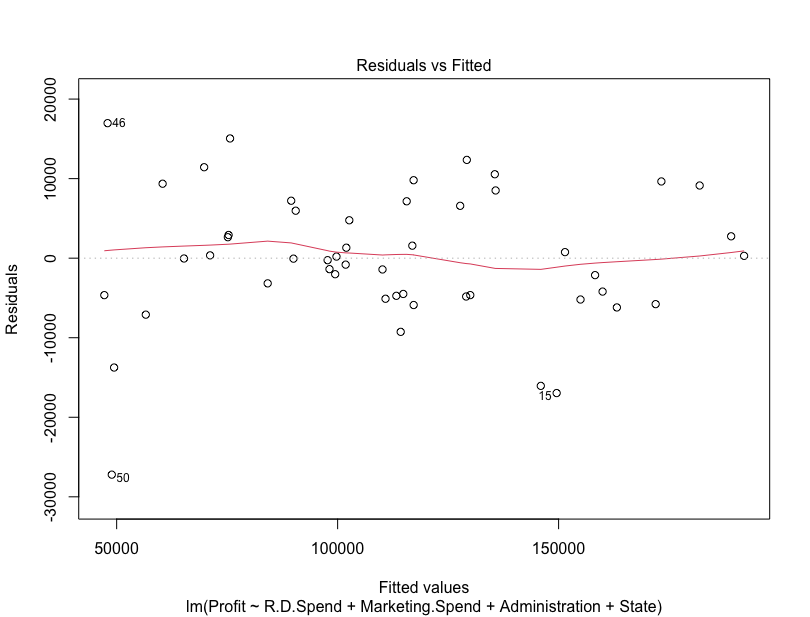 Residuals vs Fitted
20000
10000
0
-10000
-20000
-30000
Residuals
46
15
50
50000 100000 150000
Fitted values
lm(Profit ~ R.D.Spend + Marketing.Spend + Administration + State)